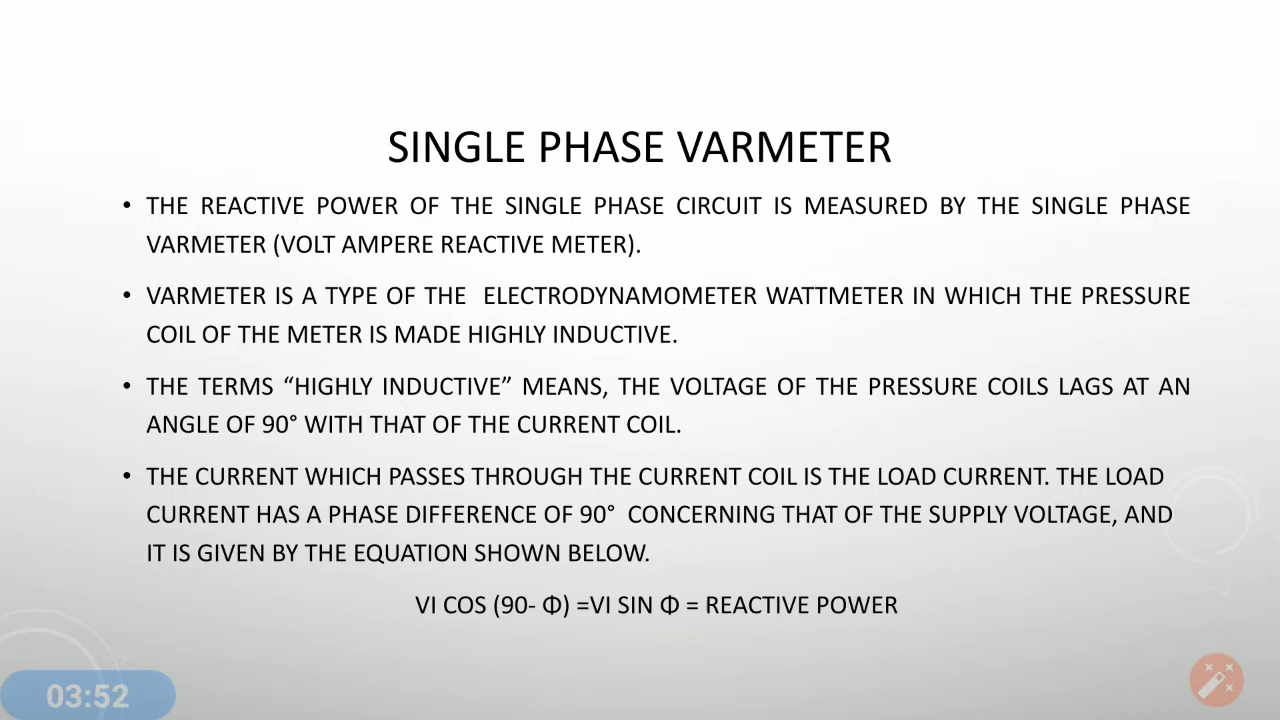 SINGLE PHASE VARMETER
• THE REACTIVE POWER OF THE SINGLE PHASE CIRCUIT IS MEASURED BY THE SINGLE PHASE
VARMETER (VOLT AMPERE REACTIVE METER).
• VARMETER IS A TYPE OF THE ELECTRODYNAMOMETER WATTMETER IN WHICH THE PRESSURE
COIL OF THE METER IS MADE HIGHLY INDUCTIVE.
• THE TERMS “HIGHLY INDUCTIVE” MEANS, THE VOLTAGE OF THE PRESSURE COILS LAGS AT AN
ANGLE OF 90° WITH THAT OF THE CURRENT COIL.
• THE CURRENT WHICH PASSES THROUGH THE CURRENT COIL IS THE LOAD CURRENT. THE LOAD
CURRENT HAS A PHASE DIFFERENCE OF 90° CONCERNING THAT OF THE SUPPLY VOLTAGE, AND
IT IS GIVEN BY THE EQUATION SHOWN BELOW.
VI COS (90- Φ) =VI SIN Φ = REACTIVE POWER
03:52